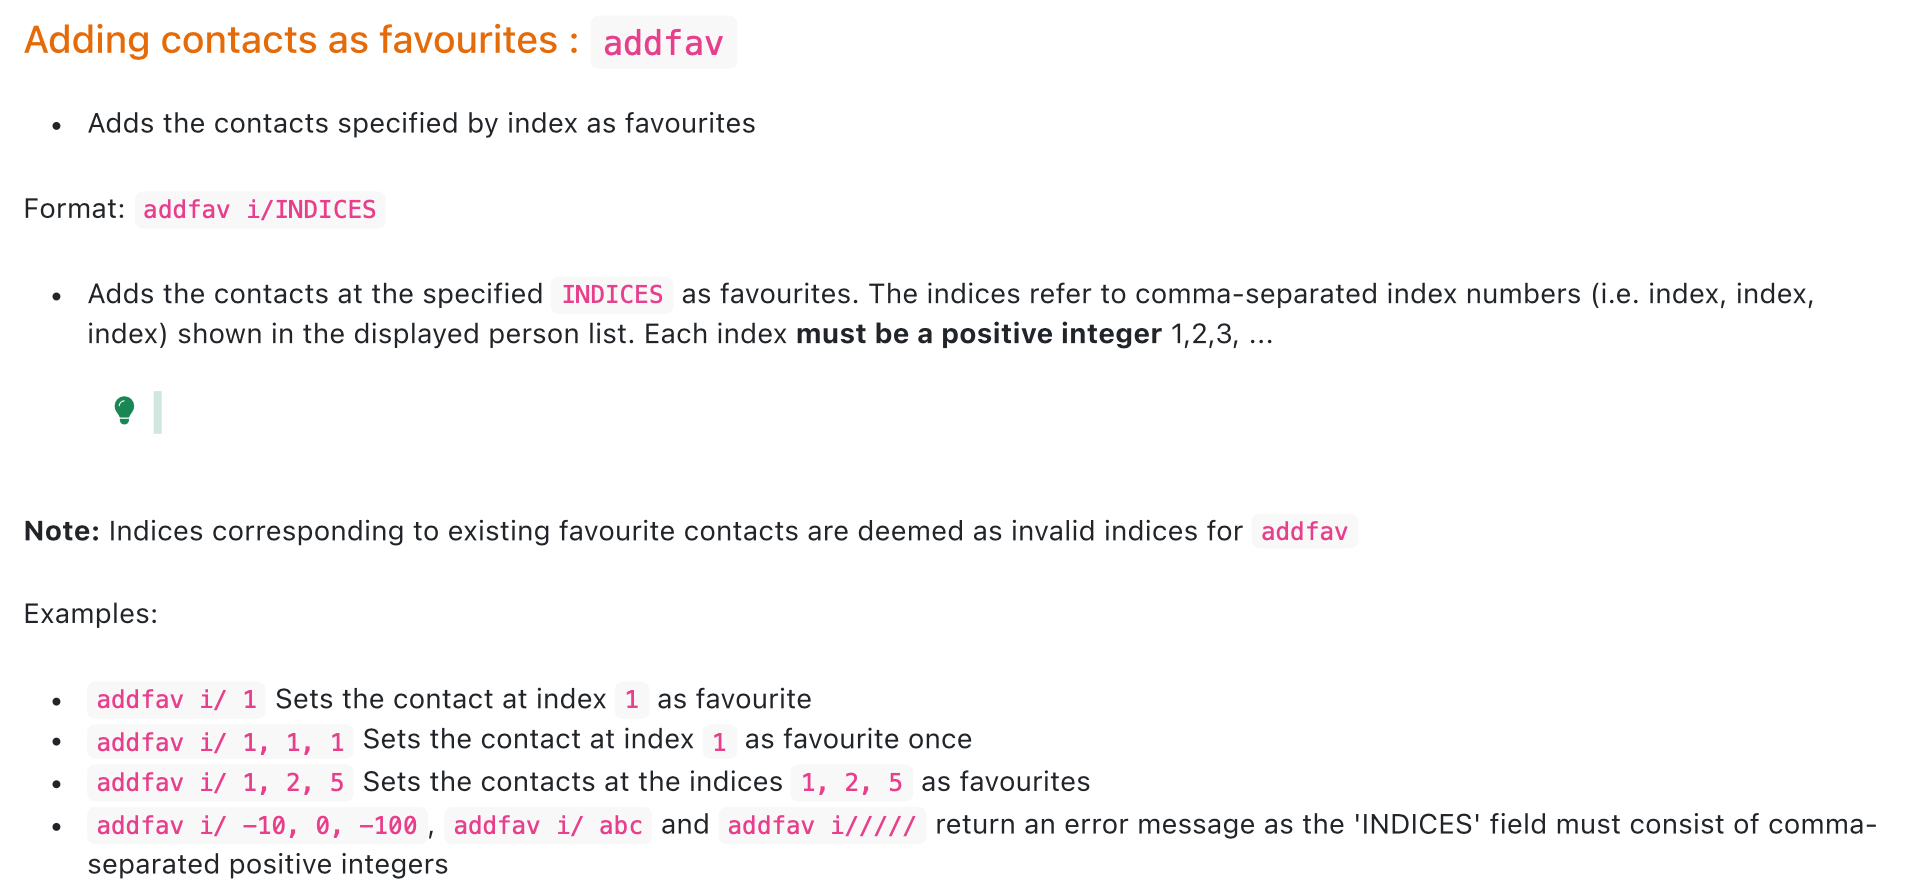 Adding contacts as favourites : addfav
• Adds the contacts specified by index as favourites
Format: addfav i/INDICES
• Adds the contacts at the specified INDICES as favourites. The indices refer to comma-separated index numbers (i.e. index, index,
index) shown in the displayed person list. Each index must be a positive integer 1,2,3, ...
Note: Indices corresponding to existing favourite contacts are deemed as invalid indices for addfav
Examples:
• addfav i/ 1 Sets the contact at index 1 as favourite
• addfav i/ 1, 1, 1 Sets the contact at index 1 as favourite once
• addfav i/ 1, 2, 5 Sets the contacts at the indices 1, 2, 5 as favourites
• addfav i/ -10, 0, -100 , addfav i/ abc and addfav i///// return an error message as the 'INDICES' field must consist of comma-
separated positive integers